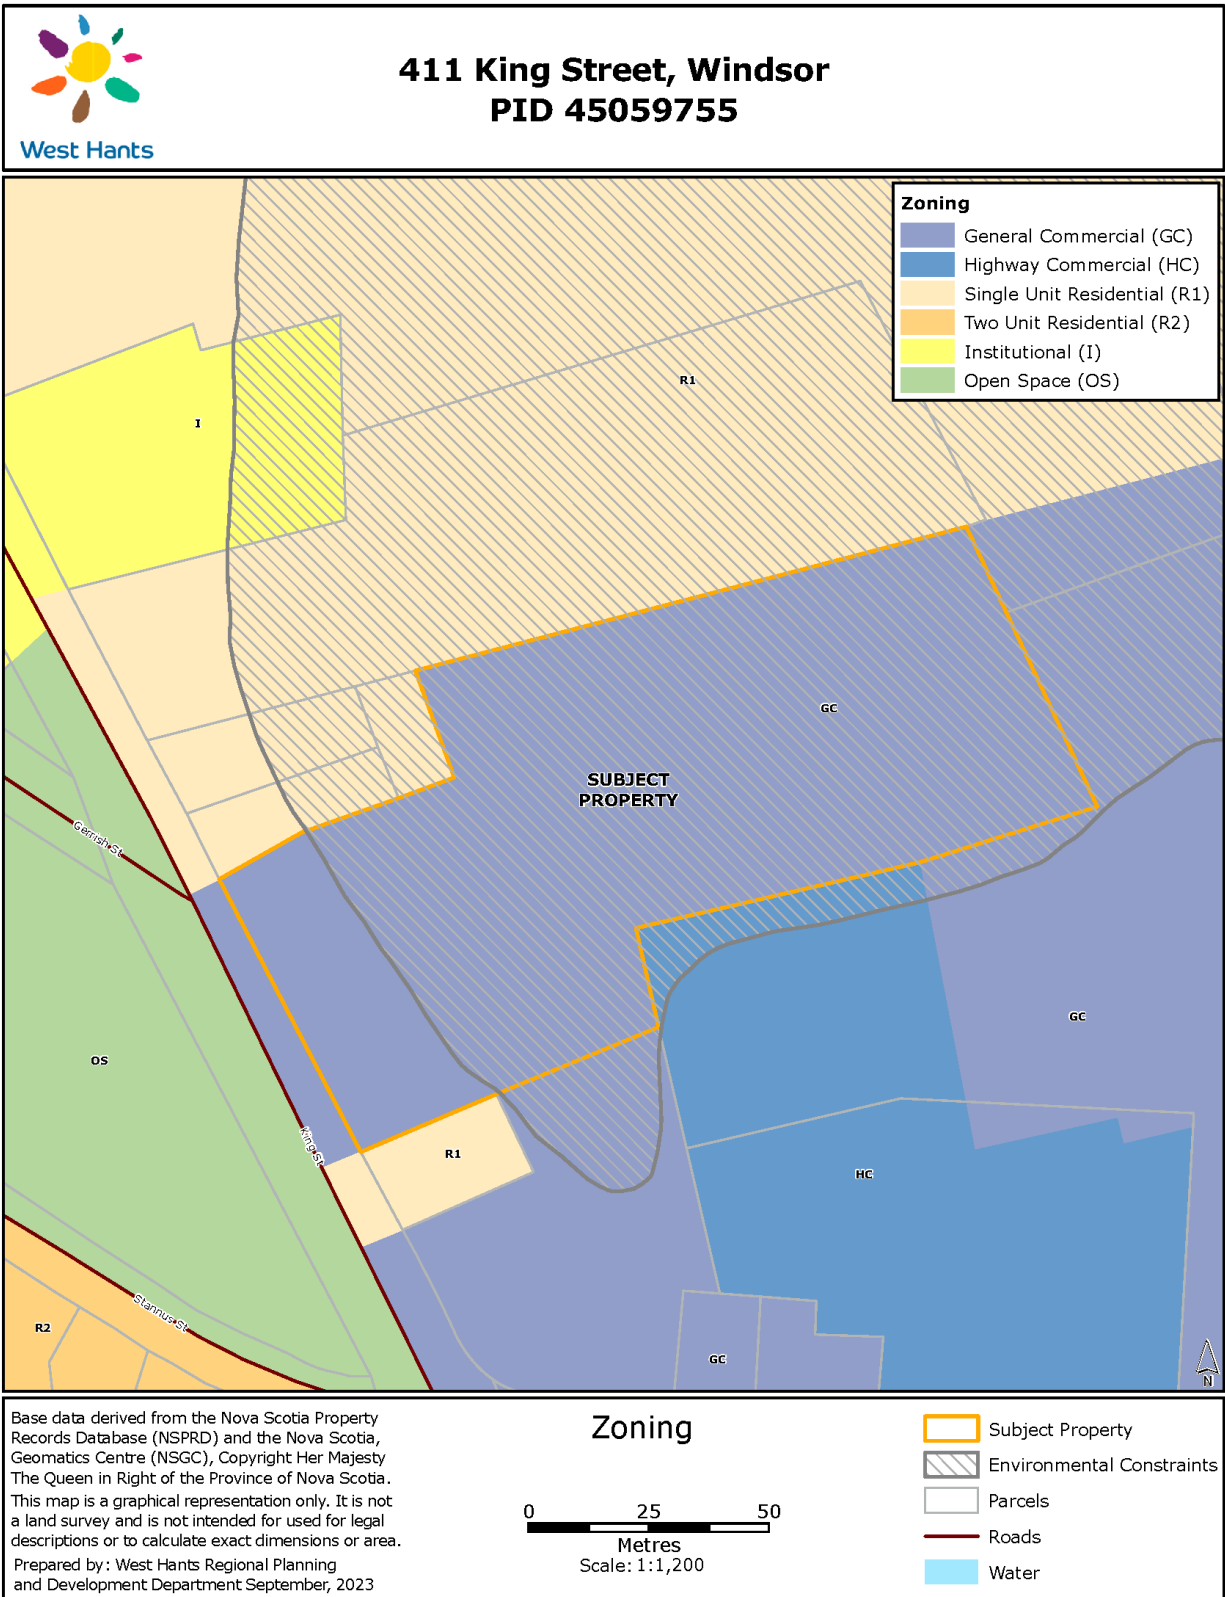 West Hants
411 King Street, Windsor
PID 45059755
Zoning
General Commercial (GC)
Highway Commercial (HC)
Single Unit Residential (R1)
Two Unit Residential (R2)
Institutional (I)
Open Space (OS)
R1
I
GC
SUBJECT
PROPERTY
Gerrish St
GC
OS
King St
R1
HC
Stannus St
R2
GC
N
Base data derived from the Nova Scotia Property
Records Database (NSPRD) and the Nova Scotia,
Geomatics Centre (NSGC), Copyright Her Majesty
The Queen in Right of the Province of Nova Scotia.
This map is a graphical representation only. It is not
a land survey and is not intended for used for legal
descriptions or to calculate exact dimensions or area.
Prepared by: West Hants Regional Planning
and Development Department September, 2023
Zoning
0 25 50
Metres
Scale: 1:1,200
Subject Property
Environmental Constraints
Parcels
Roads
Water